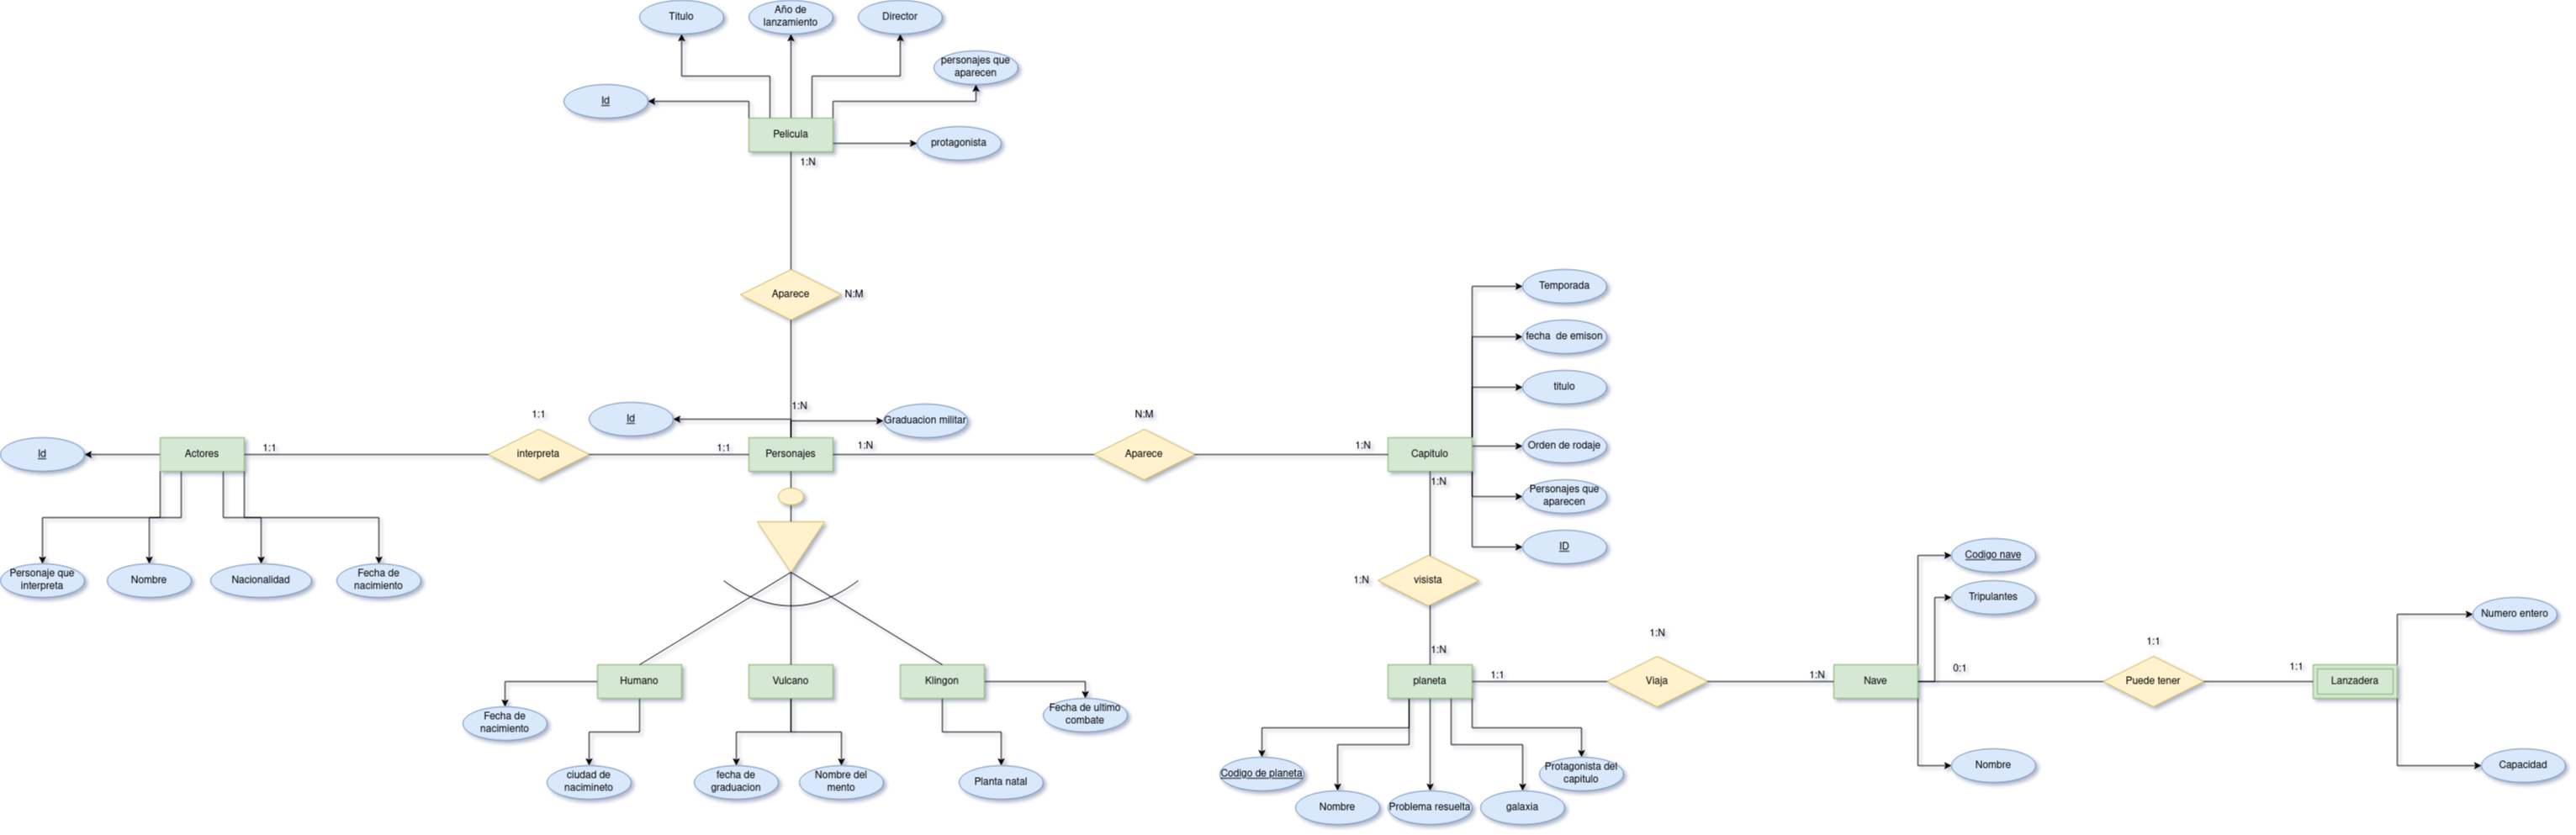 Titulo
Año de
lanzamiento
Director
personajes que
aparecen
Id
Pelicula
protagonista
1:N
Aparece
N:M
1:N
Id
Graduacion militar
1:1
N:M
Temporada
fecha  de emison
titulo
Orden de rodaje
Personajes que
aparecen
ID
Id
Actores
1:1
interpreta
1:1
Personajes
1:N
Aparece
1:N
Capitulo
1:N
Personaje que
interpreta
Nombre
Nacionalidad
Fecha de
nacimiento
1:N
visista
1:N
Codigo nave
Tripulantes
Numero entero
1:N
1:1
Humano
Vulcano
Klingon
planeta
1:1
Viaja
1:N
Nave
0:1
Puede tener
1:1
Lanzadera
Fecha de
nacimiento
Fecha de ultimo
combate
ciudad de
nacimineto
fecha de
graduacion
Nombre del
mento
Planta natal
Codigo de planeta
Nombre
Problema resuelta
galaxia
Protagonista del
capitulo
Nombre
Capacidad